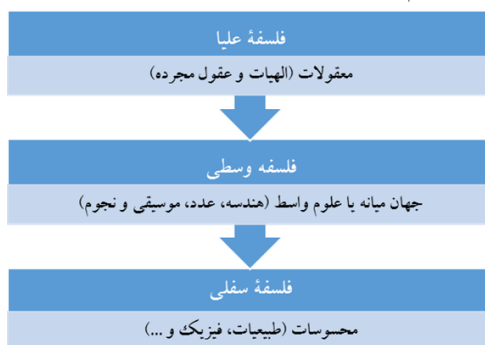 فلسفهٔ علیا
معقولات (الهیات و عقول مجرده)
فلسفه وسطی
جهان میانه یا علوم واسط (هندسه، عدد، موسیقی و نجوم)
فلسفهٔ سفلی
محسوسات (طبیعیات، فیزیک و ...)